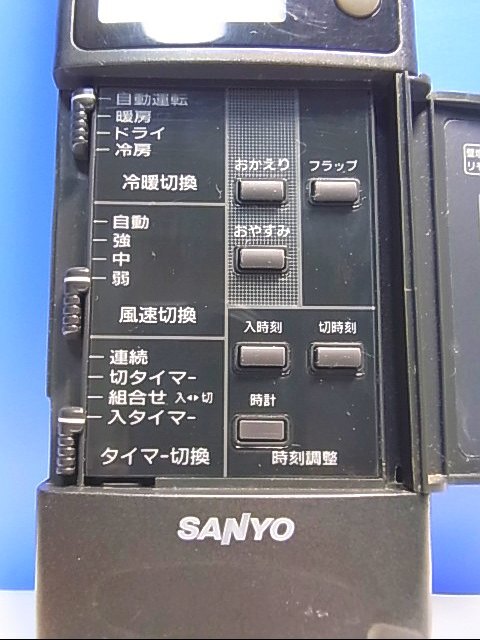 自動運転
暖房
ドライ
冷房
冷暖切換
おかえり
フラップ
おやすみ
自動
強
中
弱
風速切換
入時刻
切時刻
連続
切タイマー
組合せ 入◂▸切
入タイマー
タイマー切換
時計
時刻調整
SANYO